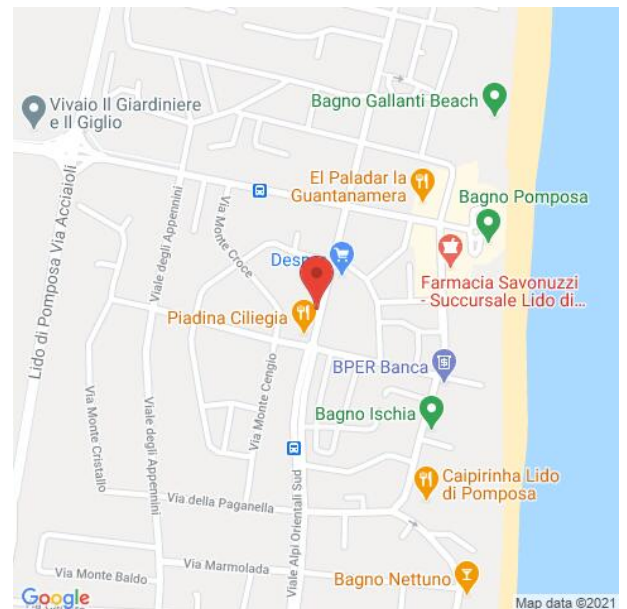 Bagno Gallanti Beach
Vivaio Il Giardiniere
e Il Giglio
El Paladar la
Guantanamera
Bagno Pomposa
Lido di Pomposa Via Acciaioli
Viale degli Appennini
Via Monte Croce
Farmacia Savonuzzi
- Succursale Lido di...
Piadina Ciliegia
BPER Banca
Via Monte Cengio
Bagno Ischia
Via Monte Cristallo
Viale degli Appennini
Caipirinha Lido
di Pomposa
Via della Paganella
Viale Alpi Orientali Sud
Via Marmolada
Via Monte Baldo
Bagno Nettuno
Google
Map data ©2021